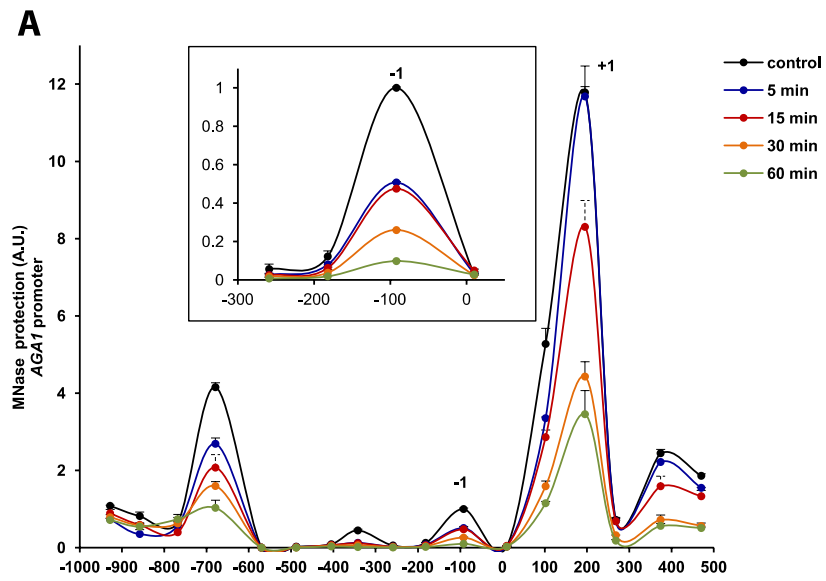 A
MNase protection (A.U.)
AGA1 promoter
12
10
8
6
4
2
0
-1000 -900 -800 -700 -600 -500 -400 -300 -200 -100 0 100 200 300 400 500
-1
+1
1
0.8
0.6
0.4
0.2
0
-300 -200 -100 0
-1
control
5 min
15 min
30 min
60 min